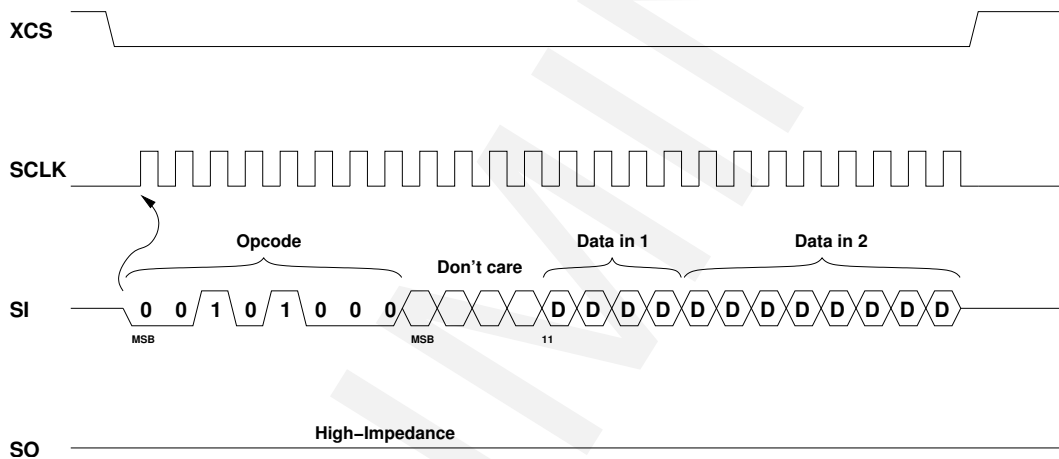 XCS
SCLK
Opcode
Don't care
Data in 1
Data in 2
SI
0 0 1 0 1 0 0 0 D D D D D D D D D D D D
MSB
MSB
11
High-Impedance
SO